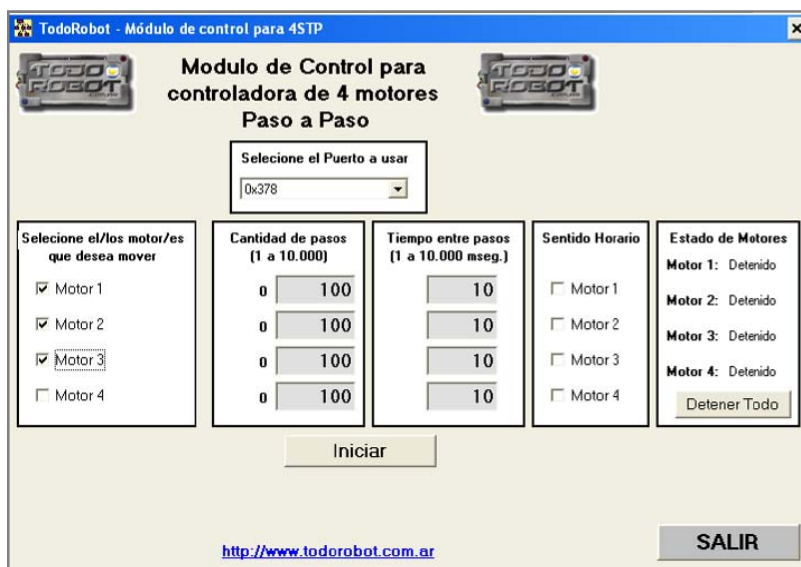 TodoRobot - Módulo de control para 4STP
TODO
ROBOT
Modulo de Control para
controladora de 4 motores
Paso a Paso
TODO
ROBOT
Selecione el Puerto a usar
0x378
Selecione el/los motor/es
que desea mover
Motor 1
Motor 2
Motor 3
Motor 4
Cantidad de pasos
(1 a 10.000)
0 100
0 100
0 100
0 100
Tiempo entre pasos
(1 a 10.000 mseg.)
10
10
10
10
Sentido Horario
Motor 1
Motor 2
Motor 3
Motor 4
Estado de Motores
Motor 1: Detenido
Motor 2: Detenido
Motor 3: Detenido
Motor 4: Detenido
Detener Todo
Iniciar
http://www.todorobot.com.ar
SALIR